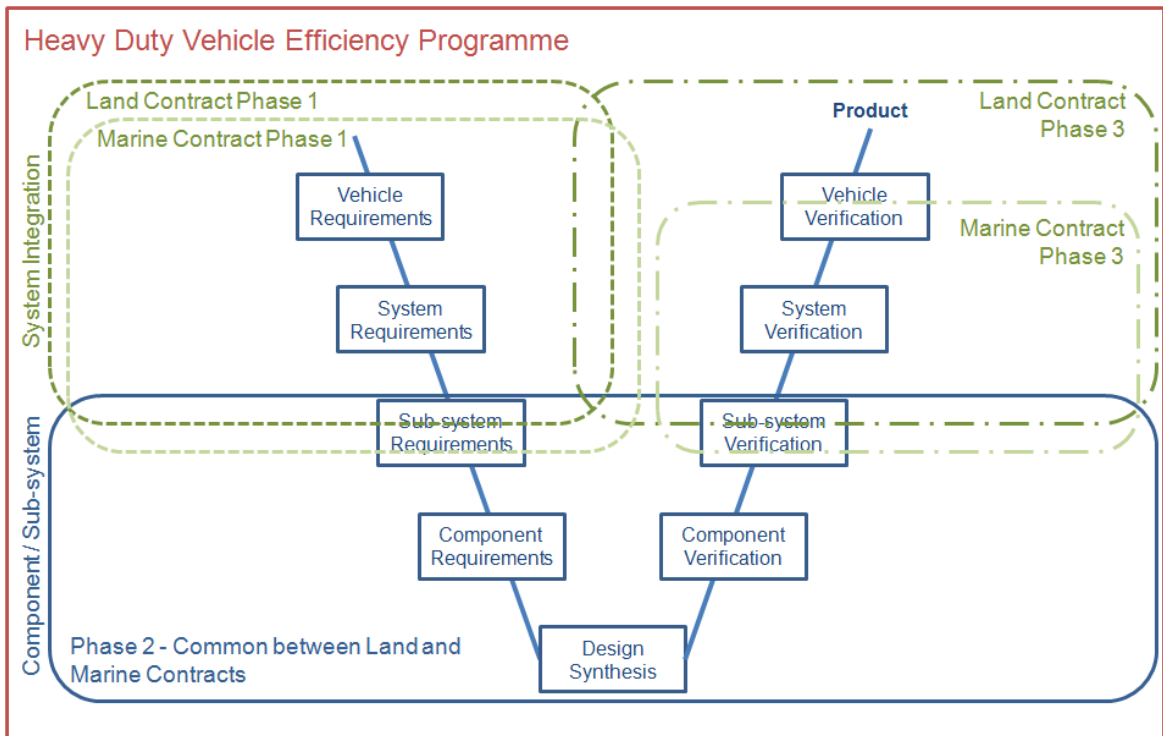 Heavy Duty Vehicle Efficiency Programme
Land Contract Phase 1
Marine Contract Phase 1
Product
Land Contract
Phase 3
Vehicle
Requirements
Vehicle
Verification
Marine Contract
Phase 3
System Integration
System
Requirements
System
Verification
Sub-system
Requirements
Sub-system
Verification
Component / Sub-system
Component
Requirements
Component
Verification
Phase 2 - Common between Land and
Marine Contracts
Design
Synthesis